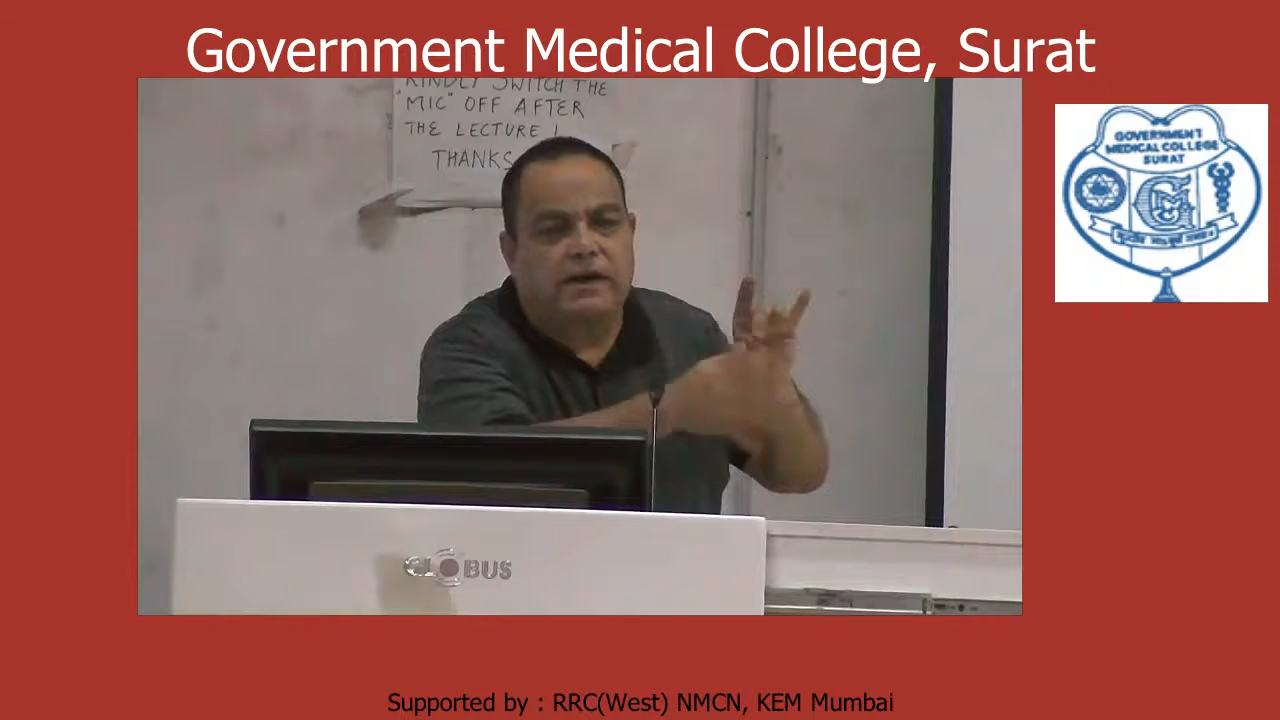 Government Medical College, Surat
KINDLY SWITCH THE
"MIC" OFF AFTER
THE LECTURE !
THANKS
GOVERNMENT
MEDICAL COLLEGE
SURAT
GLOBUS
Supported by : RRC(West) NMCN, KEM Mumbai